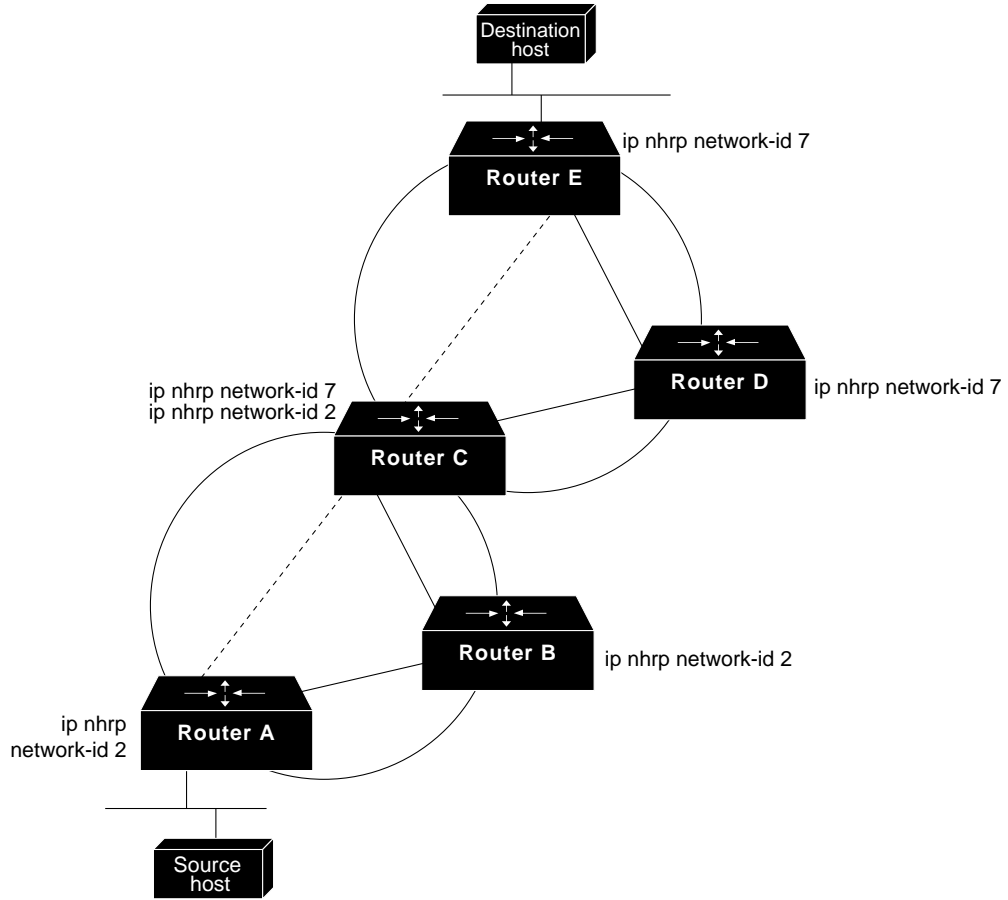 Destination
host
ip nhrp network-id 7
Router E
Router D
ip nhrp network-id 7
ip nhrp network-id 7
ip nhrp network-id 2
Router C
Router B
ip nhrp network-id 2
ip nhrp
network-id 2
Router A
Source
host